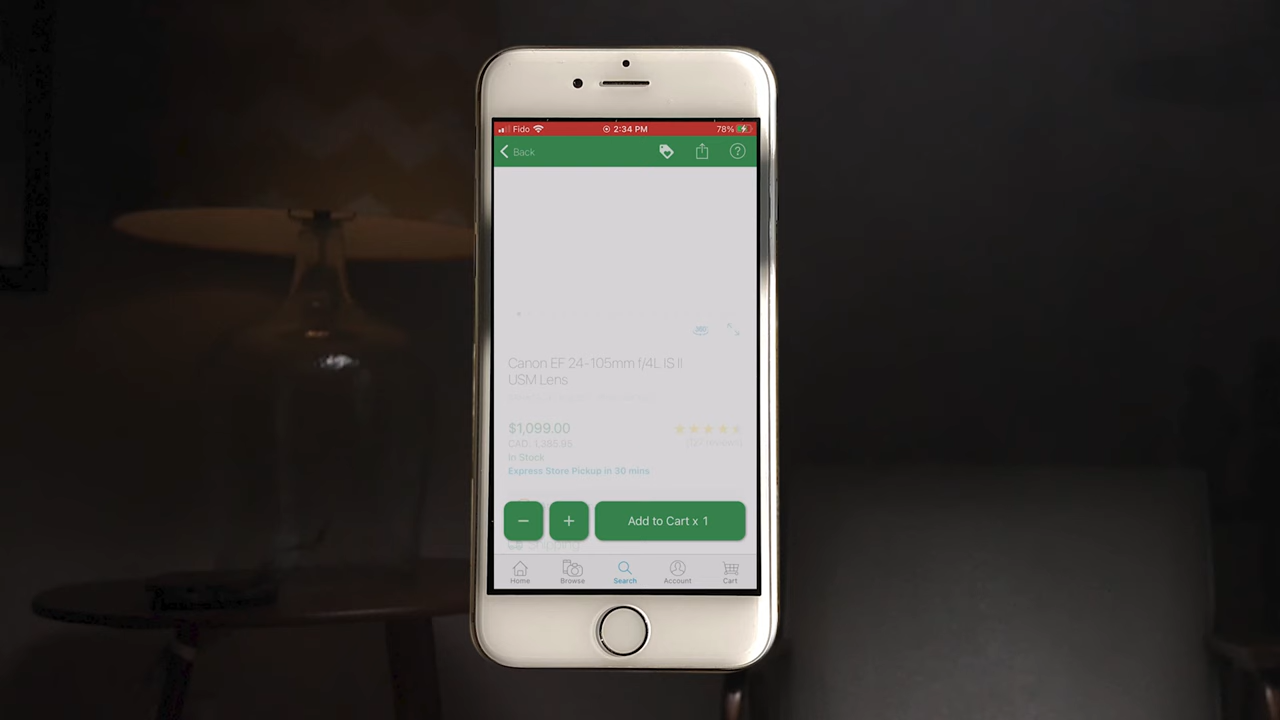 Fido 2:34 PM 78%
Back
360°
Canon EF 24-105mm f/4L IS II
USM Lens
$1,099.00
CAD: 1,385.95
In Stock
Express Store Pickup in 30 mins
- + Add to Cart x 1
Shipping
Home Browse Search Account Cart